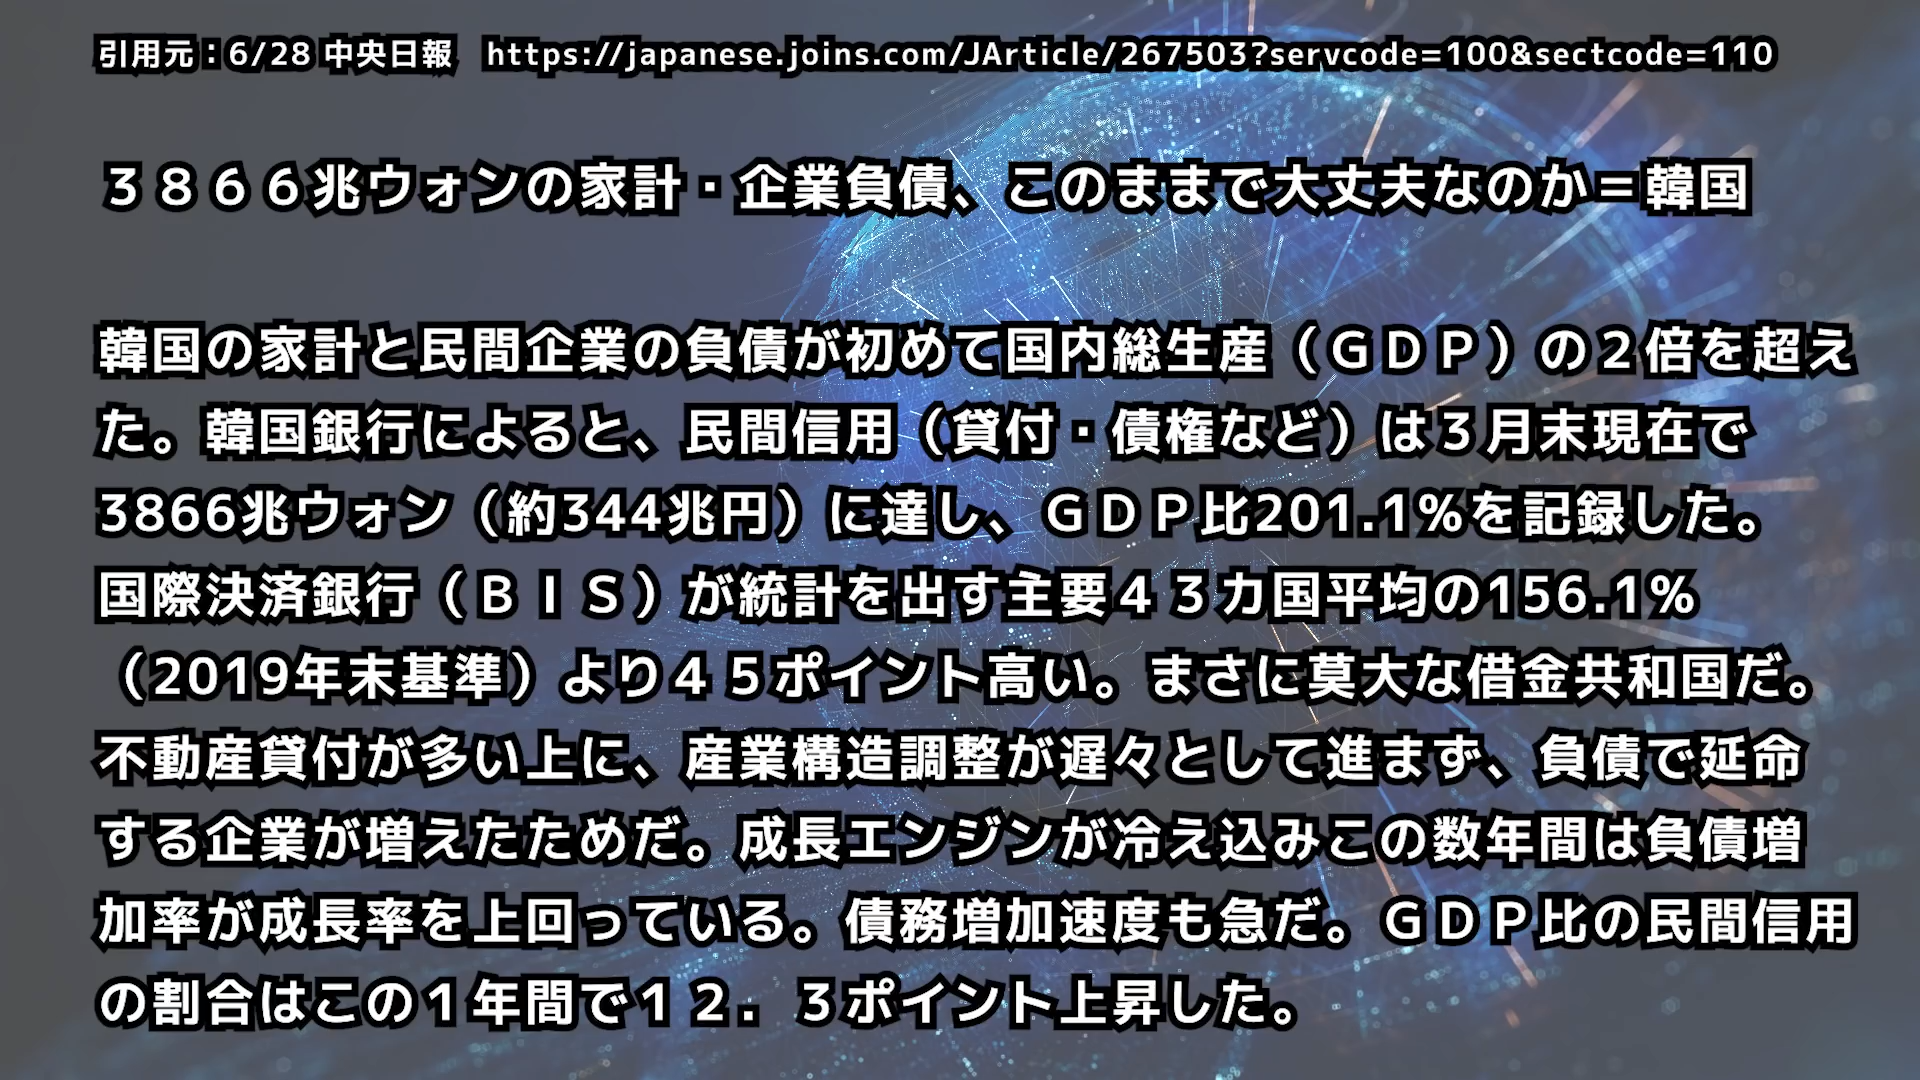 引用元：6/28 中央日報　https://japanese.joins.com/JArticle/267503?servcode=100&sectcode=110
３８６６兆ウォンの家計・企業負債、このままで大丈夫なのか＝韓国
韓国の家計と民間企業の負債が初めて国内総生産（ＧＤＰ）の２倍を超え
た。韓国銀行によると、民間信用（貸付・債権など）は３月末現在で
3866兆ウォン（約344兆円）に達し、ＧＤＰ比201.1%を記録した。
国際決済銀行（ＢＩＳ）が統計を出す主要４３カ国平均の156.1%
（2019年末基準）より４５ポイント高い。まさに莫大な借金共和国だ。
不動産貸付が多い上に、産業構造調整が遅々として進まず、負債で延命
する企業が増えたためだ。成長エンジンが冷え込みこの数年間は負債増
加率が成長率を上回っている。債務増加速度も急だ。ＧＤＰ比の民間信用
の割合はこの１年間で１２．３ポイント上昇した。